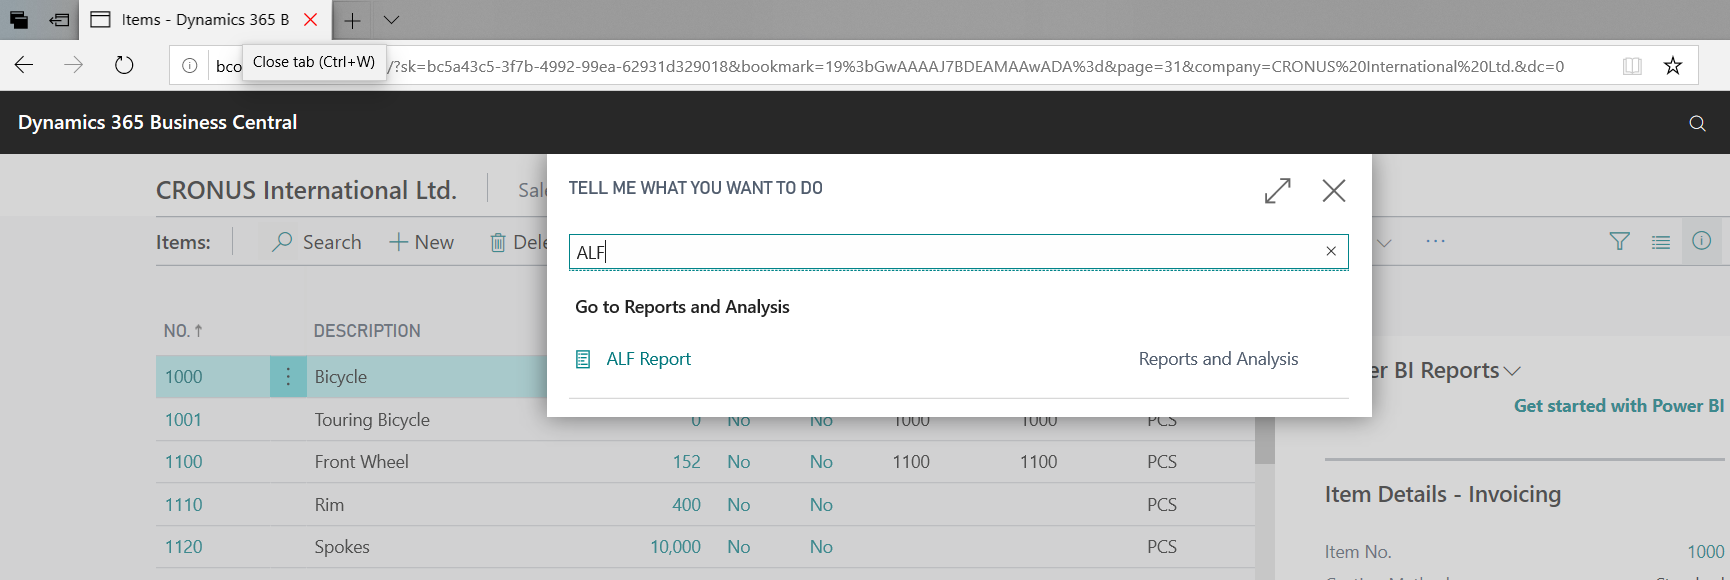 Items - Dynamics 365 B
Close tab (Ctrl+W)
bco
/?sk=bc5a43c5-3f7b-4992-99ea-62931d329018&bookmark=19%3bGwAAAAJ7BDEAMAAwADA%3d&page=31&company=CRONUS%20International%20Ltd.&dc=0
Dynamics 365 Business Central
CRONUS International Ltd.
Sale
TELL ME WHAT YOU WANT TO DO
Items:
Search
New
Dele
ALF
Go to Reports and Analysis
ALF Report Reports and Analysis
NO. DESCRIPTION
1000 Bicycle
1001 Touring Bicycle 0 No No 1000 1000 PCS
1100 Front Wheel 152 No No 1100 1100 PCS
1110 Rim 400 No No PCS
1120 Spokes 10,000 No No PCS
er BI Reports
Get started with Power BI
Item Details - Invoicing
Item No. 1000